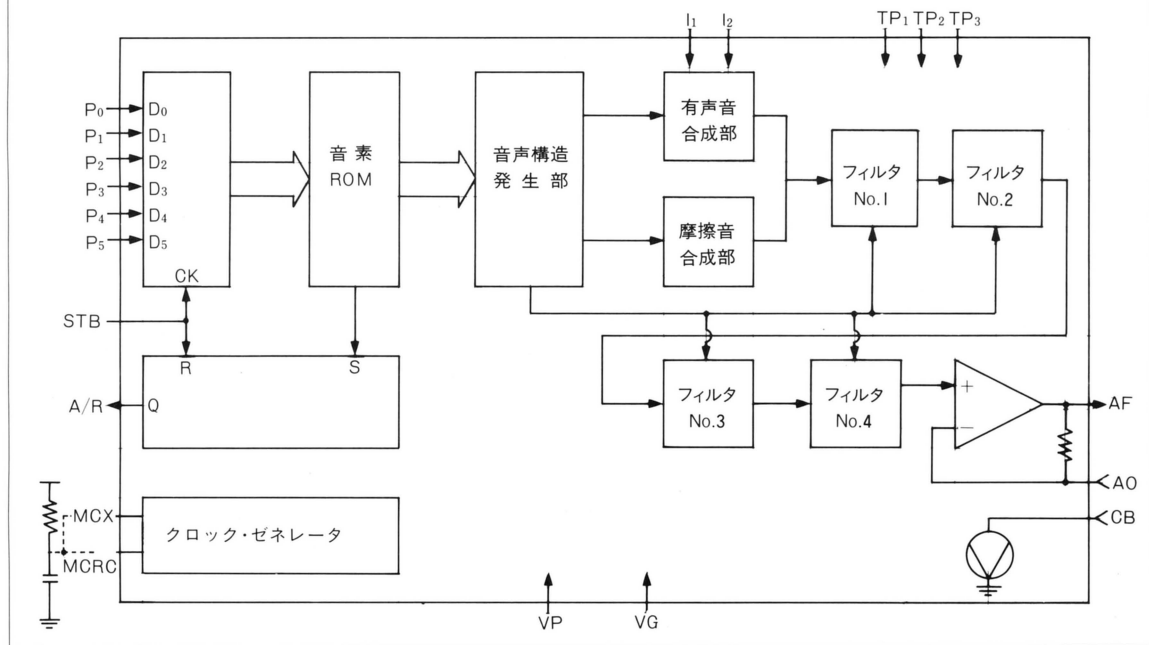 I1 I2
TP1 TP2 TP3
P0 D0
P1 D1
P2 D2
P3 D3
P4 D4
P5 D5
CK
音素
ROM
音声構造
発生部
有声音
合成部
摩擦音
合成部
フィルタ
No.1
フィルタ
No.2
STB
R
S
A/R
Q
フィルタ
No.3
フィルタ
No.4
+
−
AF
AO
CB
MCX
MCRC
クロック・ゼネレータ
VP
VG